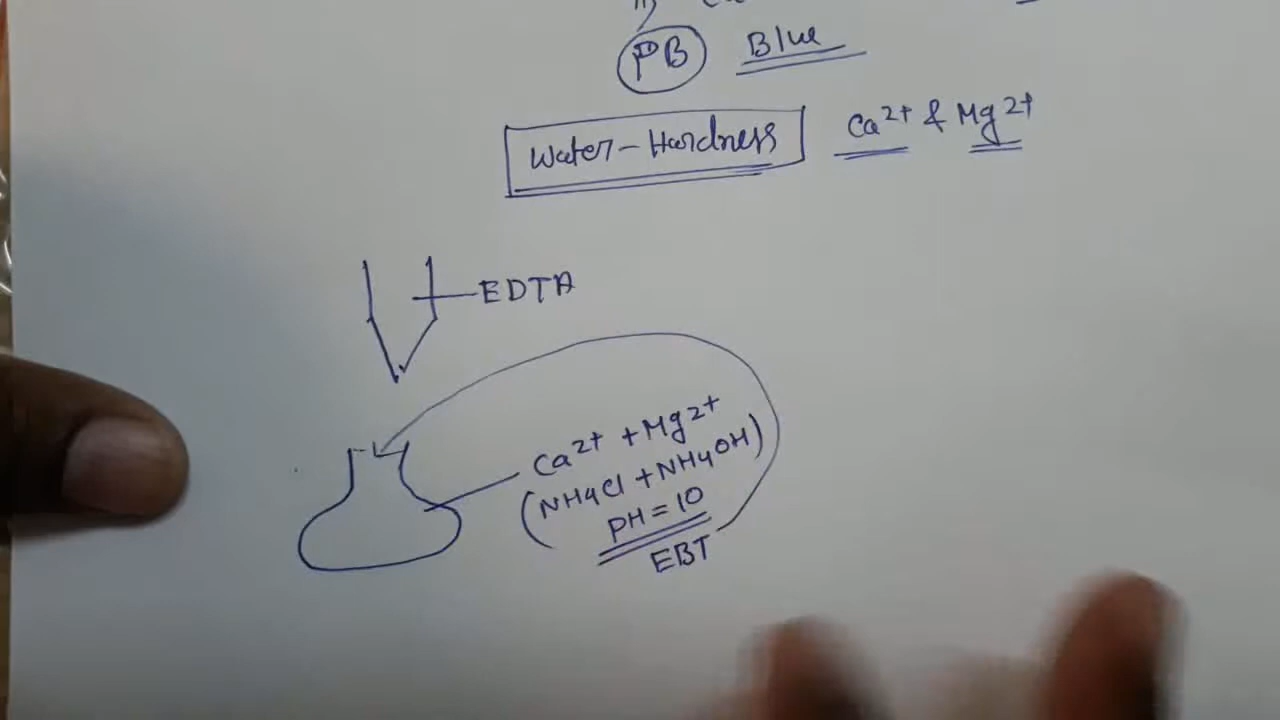 PB Blue
Water-Hardness Ca2+ & Mg2+
EDTA
Ca2+ + Mg2+
(NH4Cl + NH4OH)
PH = 10
EBT